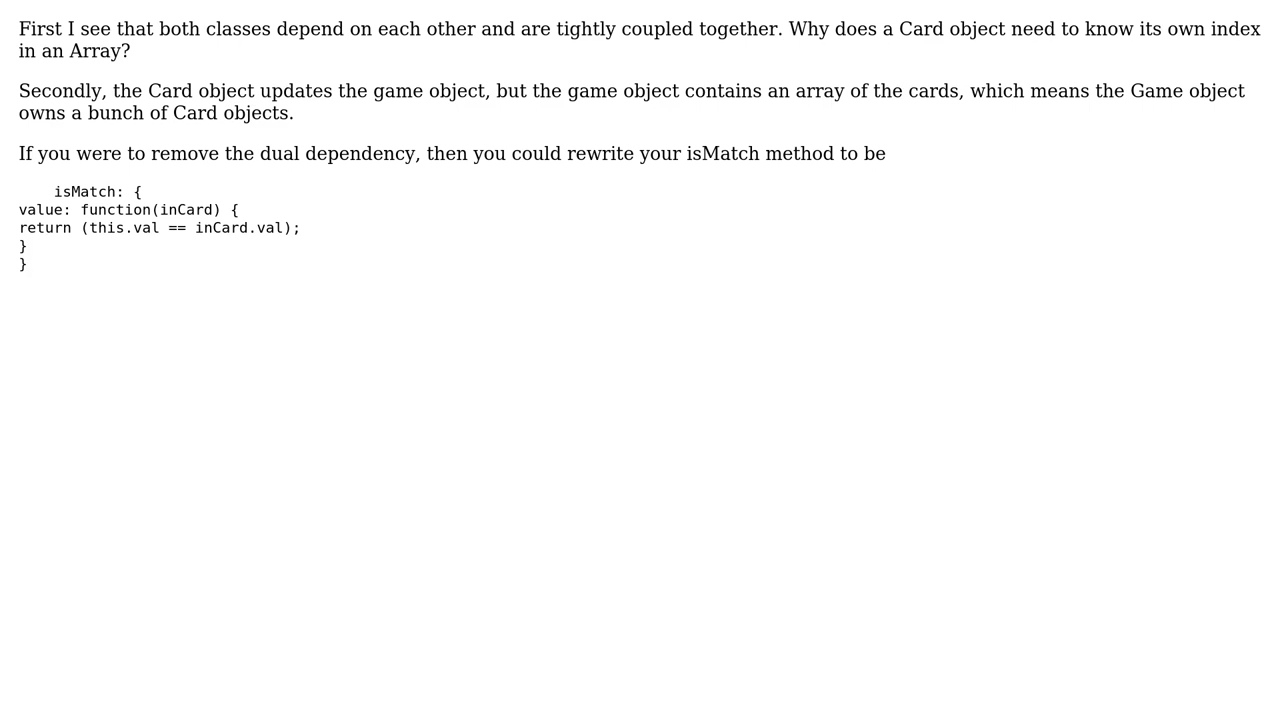 First I see that both classes depend on each other and are tightly coupled together. Why does a Card object need to know its own index
in an Array?
Secondly, the Card object updates the game object, but the game object contains an array of the cards, which means the Game object
owns a bunch of Card objects.
If you were to remove the dual dependency, then you could rewrite your isMatch method to be
    isMatch: {
value: function(inCard) {
return (this.val == inCard.val);
}
}